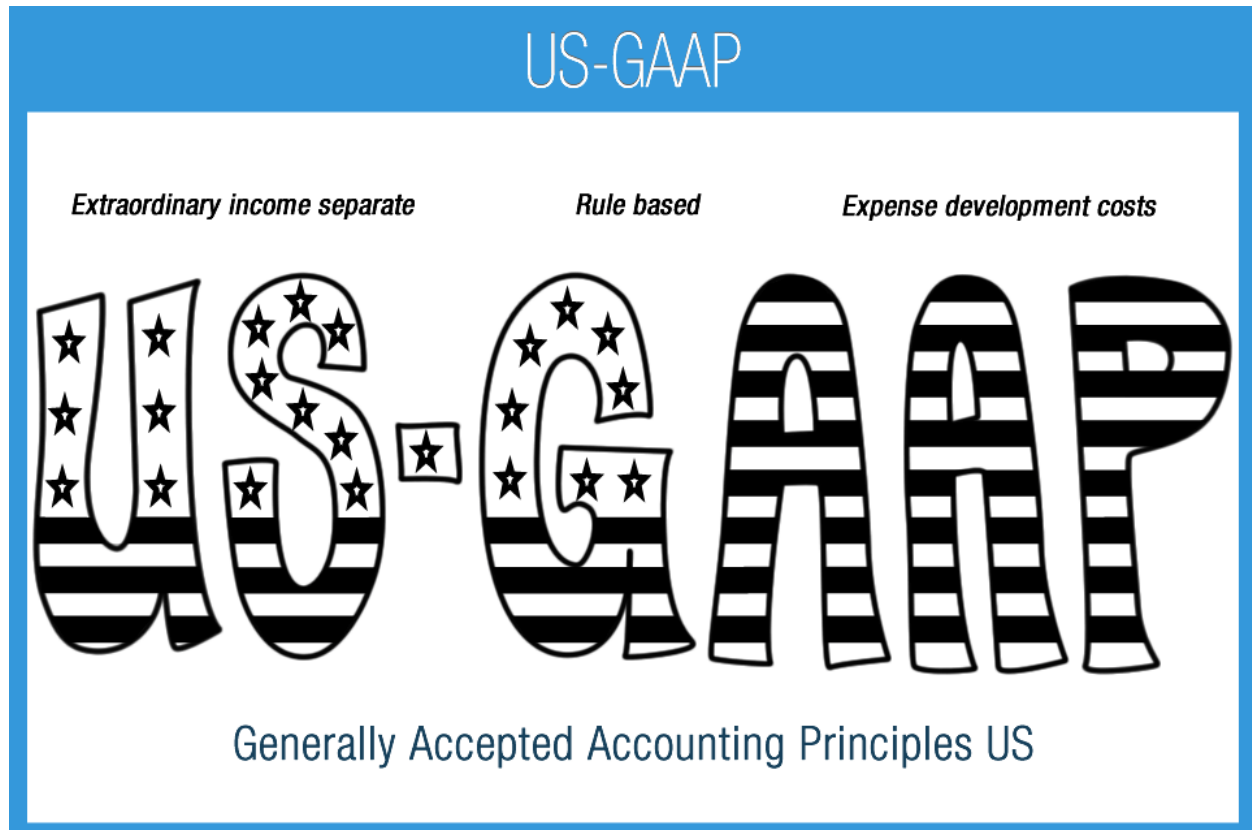 US-GAAP
Extraordinary income separate Rule based Expense development costs
US-GAAP
Generally Accepted Accounting Principles US